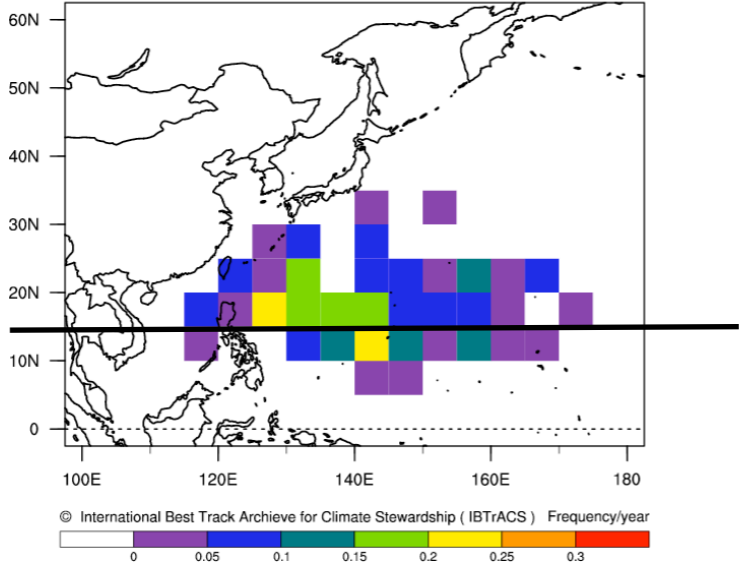 60N
50N
40N
30N
20N
10N
0
100E 120E 140E 160E 180
© International Best Track Archieve for Climate Stewardship ( IBTrACS ) Frequency/year
0 0.05 0.1 0.15 0.2 0.25 0.3